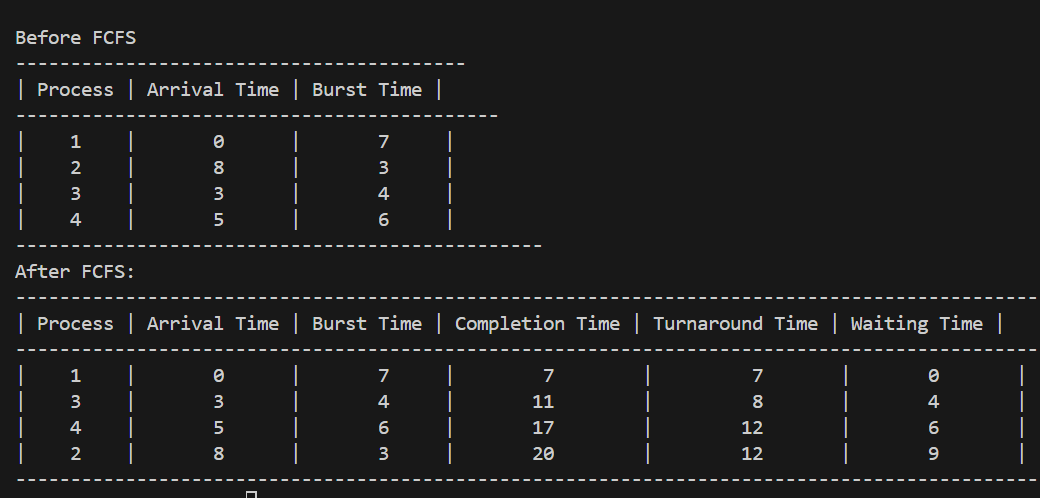 Before FCFS
-----------------------------------------
| Process | Arrival Time | Burst Time |
--------------------------------------------
|    1    |       0      |       7     |
|    2    |       8      |       3     |
|    3    |       3      |       4     |
|    4    |       5      |       6     |
------------------------------------------------
After FCFS:
---------------------------------------------------------------------------------------------
| Process | Arrival Time | Burst Time | Completion Time | Turnaround Time | Waiting Time |
---------------------------------------------------------------------------------------------
|    1    |       0      |       7     |        7        |         7       |       0       |
|    3    |       3      |       4     |       11        |         8       |       4       |
|    4    |       5      |       6     |       17        |        12       |       6       |
|    2    |       8      |       3     |       20        |        12       |       9       |
---------------------------------------------------------------------------------------------